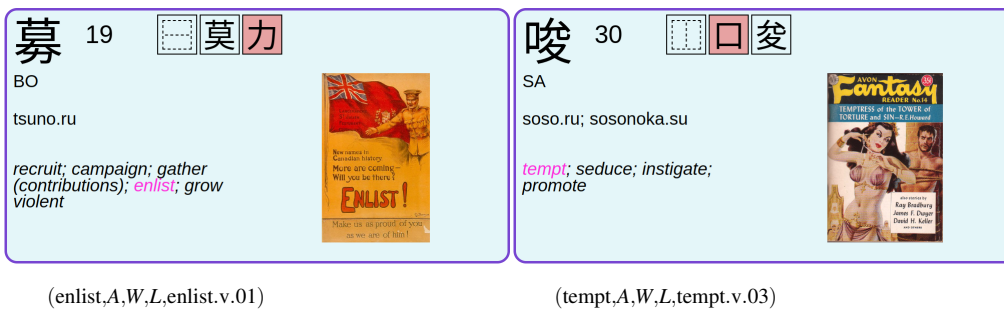 募 19 莫 力
BO
tsuno.ru
recruit; campaign; gather
(contributions); enlist; grow
violent
New names in
Canadian history
More are coming—
Will you be there?
ENLIST!
Make us as proud of you
as we are of him!
(enlist,A,W,L,enlist.v.01)
唆 30 口 夋
SA
soso.ru; sosonoka.su
tempt; seduce; instigate;
promote
AVON
35¢
Fantasy
READER No.14
TEMPTRESS of the TOWER of
TORTURE and SIN—R.E.Howard
also stories by
Ray Bradbury
James F. Dwyer
David H. Keller
AND OTHERS
(tempt,A,W,L,tempt.v.03)